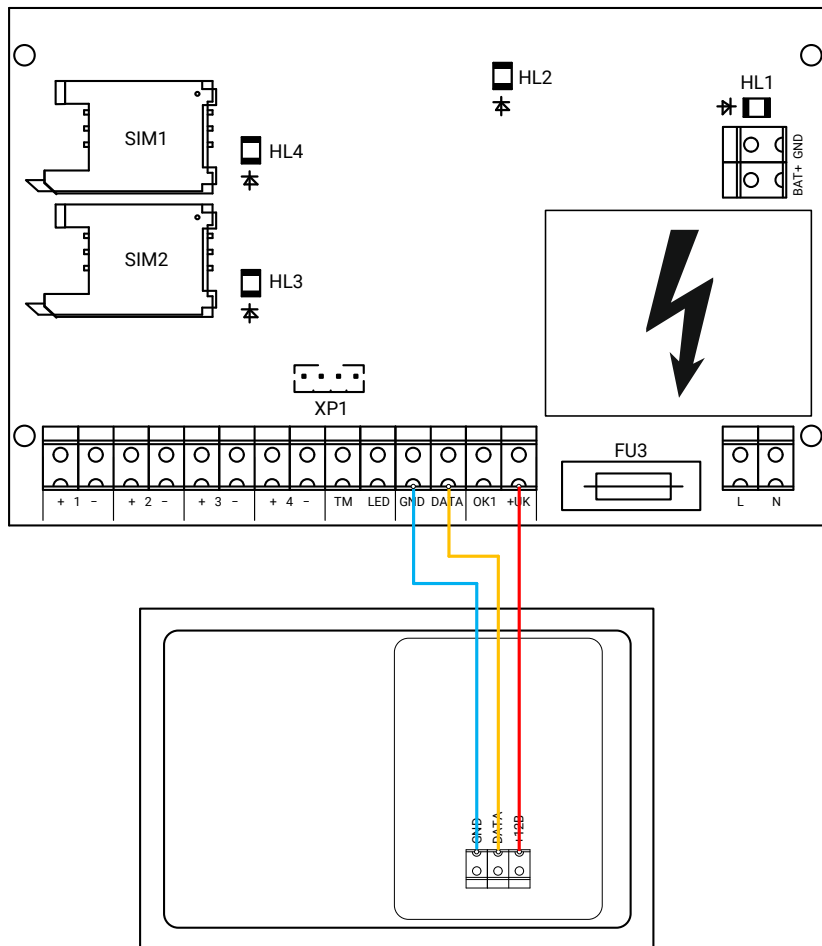 HL2
HL1
SIM1
HL4
BAT+ GND
SIM2
HL3
XP1
FU3
+ 1 − + 2 − + 3 − + 4 − TM LED GND DATA OK1 +UK L N
GND DATA +12В